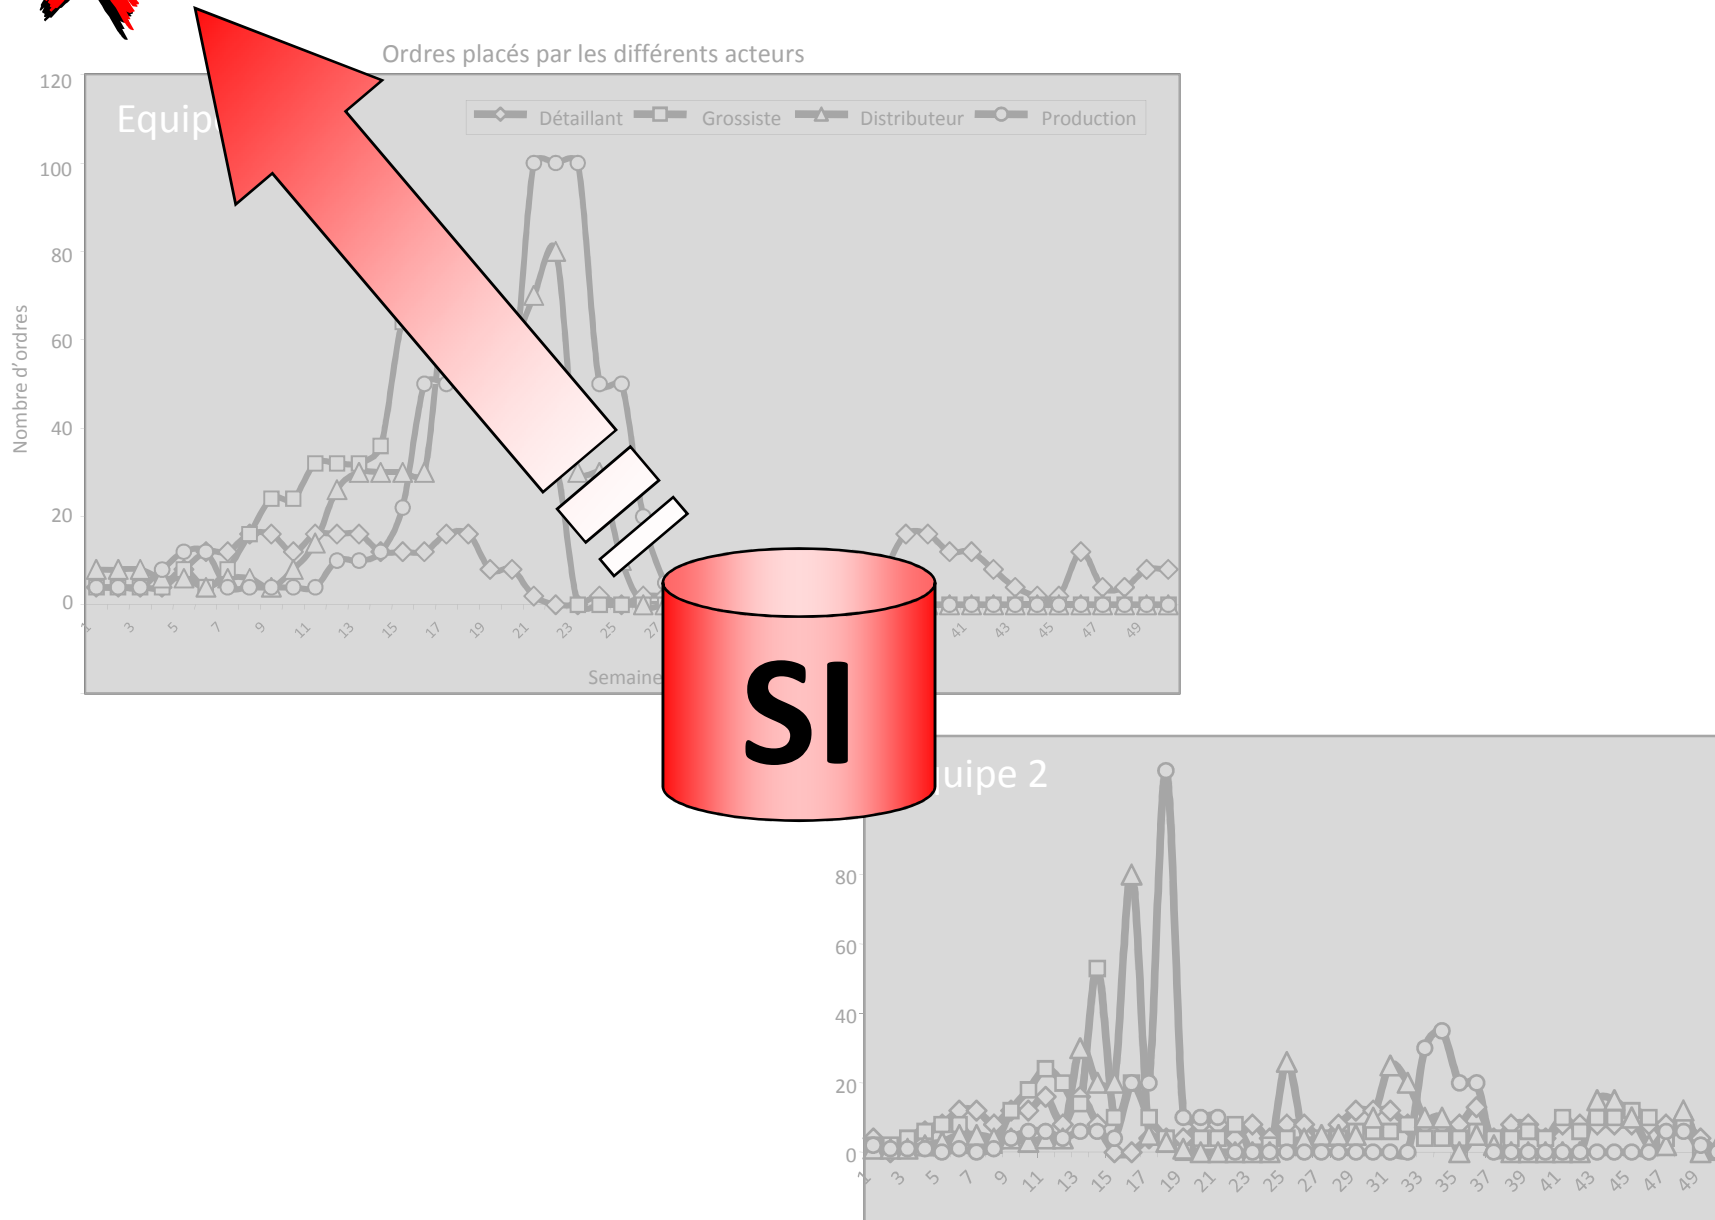 Ordres placés par les différents acteurs
120
Détaillant Grossiste Distributeur Production
100
80
60
40
20
0
Nombre d'ordres
1 3 5 7 9 11 13 15 17 19 21 23 25 27 41 43 45 47 49
Semaine
SI
uipe 2
80
60
40
20
0
1 3 5 7 9 11 13 15 17 19 21 23 25 27 29 31 33 35 37 39 41 43 45 47 49